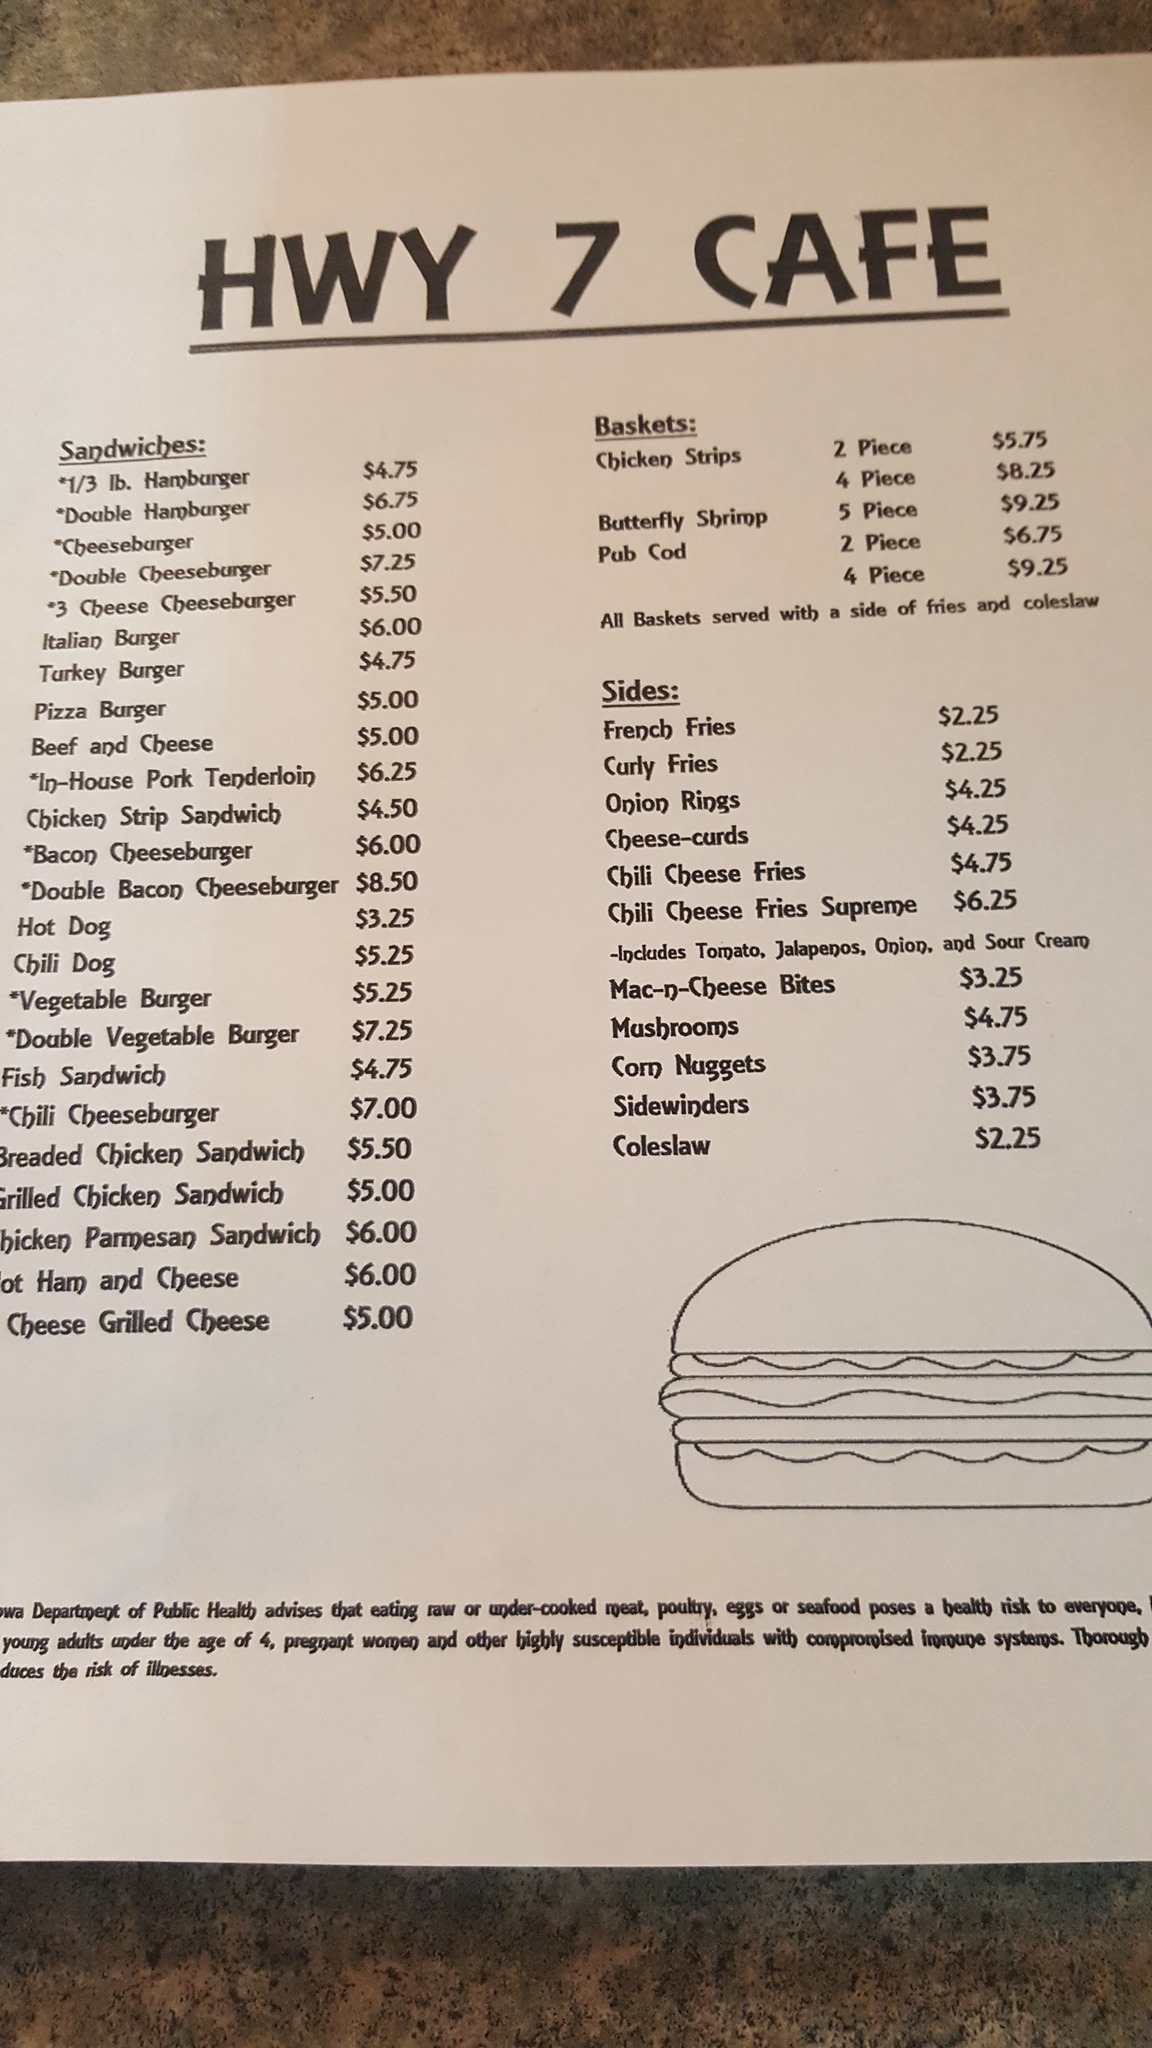 HWY 7 CAFE
Sandwiches:
*1/3 lb. Hamburger $4.75
*Double Hamburger $6.75
*Cheeseburger $5.00
*Double Cheeseburger $7.25
*3 Cheese Cheeseburger $5.50
Italian Burger $6.00
Turkey Burger $4.75
Pizza Burger $5.00
Beef and Cheese $5.00
*In-House Pork Tenderloin $6.25
Chicken Strip Sandwich $4.50
*Bacon Cheeseburger $6.00
*Double Bacon Cheeseburger $8.50
Hot Dog $3.25
Chili Dog $5.25
*Vegetable Burger $5.25
*Double Vegetable Burger $7.25
Fish Sandwich $4.75
*Chili Cheeseburger $7.00
Breaded Chicken Sandwich $5.50
Grilled Chicken Sandwich $5.00
hicken Parmesan Sandwich $6.00
ot Ham and Cheese $6.00
Cheese Grilled Cheese $5.00
Baskets:
Chicken Strips 2 Piece $5.75
4 Piece $8.25
Butterfly Shrimp 5 Piece $9.25
Pub Cod 2 Piece $6.75
4 Piece $9.25
All Baskets served with a side of fries and coleslaw
Sides:
French Fries $2.25
Curly Fries $2.25
Onion Rings $4.25
Cheese-curds $4.25
Chili Cheese Fries $4.75
Chili Cheese Fries Supreme $6.25
-Includes Tomato, Jalapenos, Onion, and Sour Cream
Mac-n-Cheese Bites $3.25
Mushrooms $4.75
Corn Nuggets $3.75
Sidewinders $3.75
Coleslaw $2.25
owa Department of Public Health advises that eating raw or under-cooked meat, poultry, eggs or seafood poses a health risk to everyone,
young adults under the age of 4, pregnant women and other highly susceptible individuals with compromised immune systems. Thorough
duces the risk of illnesses.